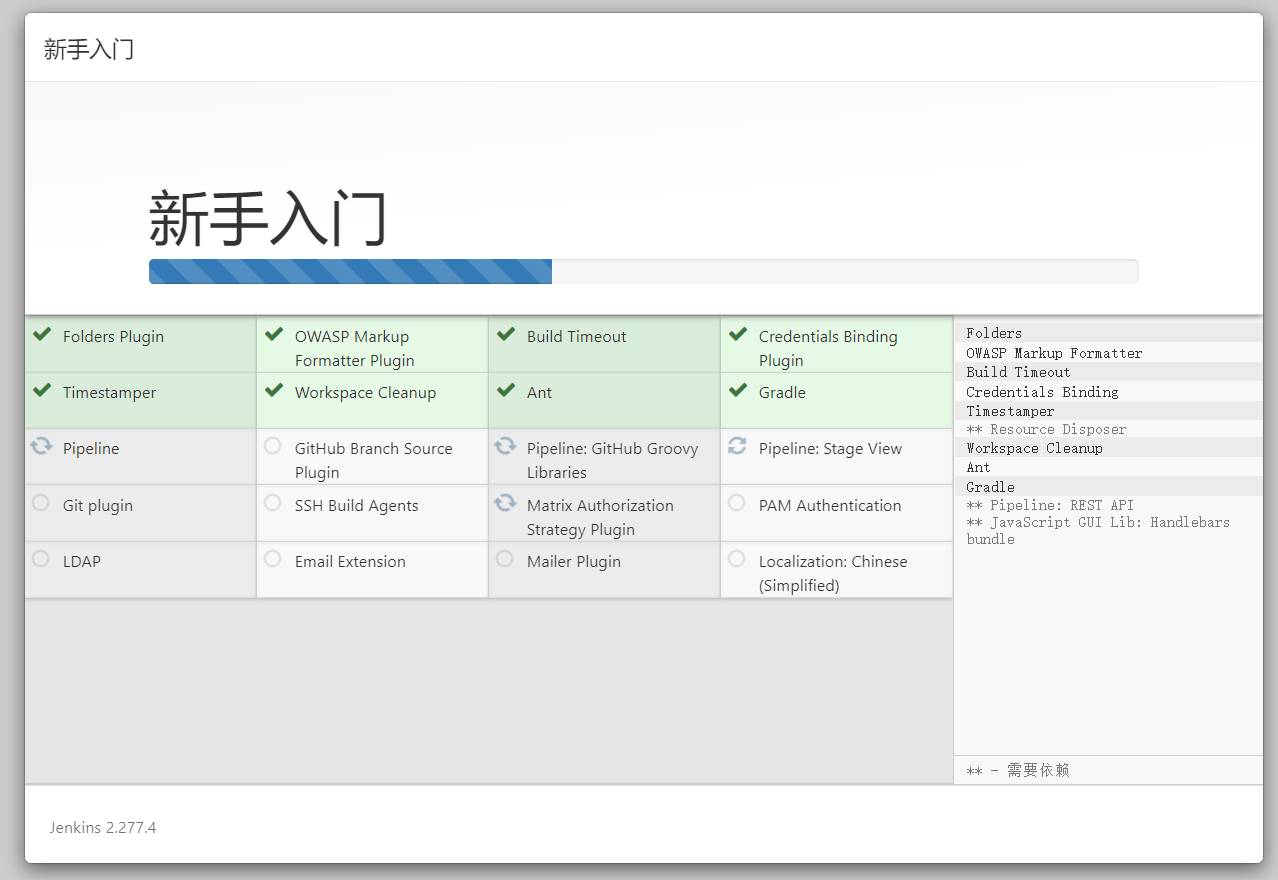 新手入门
新手入门
Folders Plugin
OWASP Markup
Formatter Plugin
Build Timeout
Credentials Binding
Plugin
Timestamper
Workspace Cleanup
Ant
Gradle
Pipeline
GitHub Branch Source
Plugin
Pipeline: GitHub Groovy
Libraries
Pipeline: Stage View
Git plugin
SSH Build Agents
Matrix Authorization
Strategy Plugin
PAM Authentication
LDAP
Email Extension
Mailer Plugin
Localization: Chinese
(Simplified)
Folders
OWASP Markup Formatter
Build Timeout
Credentials Binding
Timestamper
** Resource Disposer
Workspace Cleanup
Ant
Gradle
** Pipeline: REST API
** JavaScript GUI Lib: Handlebars
bundle
** - 需要依赖
Jenkins 2.277.4